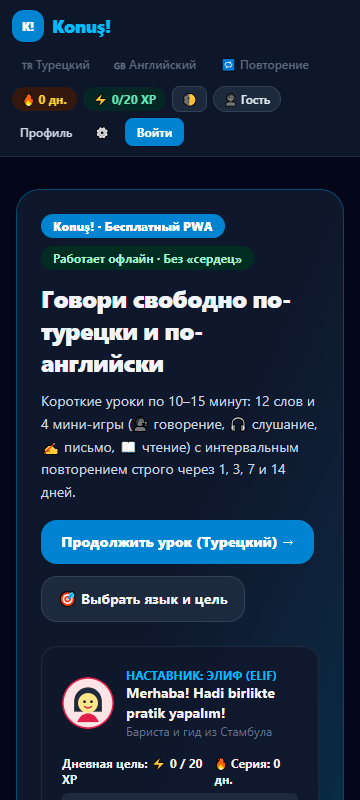 K! Konuş!
TR Турецкий GB Английский 🔁 Повторение
🔥 0 дн. ⚡ 0/20 XP 🌗 Гость
Профиль ⚙ Войти
Konuş! · Бесплатный PWA
Работает офлайн · Без «сердец»
Говори свободно по-
турецки и по-
английски
Короткие уроки по 10–15 минут: 12 слов и
4 мини-игры (🗣 говорение, 🎧 слушание,
✍ письмо, 📖 чтение) с интервальным
повторением строго через 1, 3, 7 и 14
дней.
Продолжить урок (Турецкий) →
🎯 Выбрать язык и цель
НАСТАВНИК: ЭЛИФ (ELIF)
Merhaba! Hadi birlikte
pratik yapalım!
Бариста и гид из Стамбула
Дневная цель: ⚡ 0 / 20
XP
🔥 Серия: 0
дн.